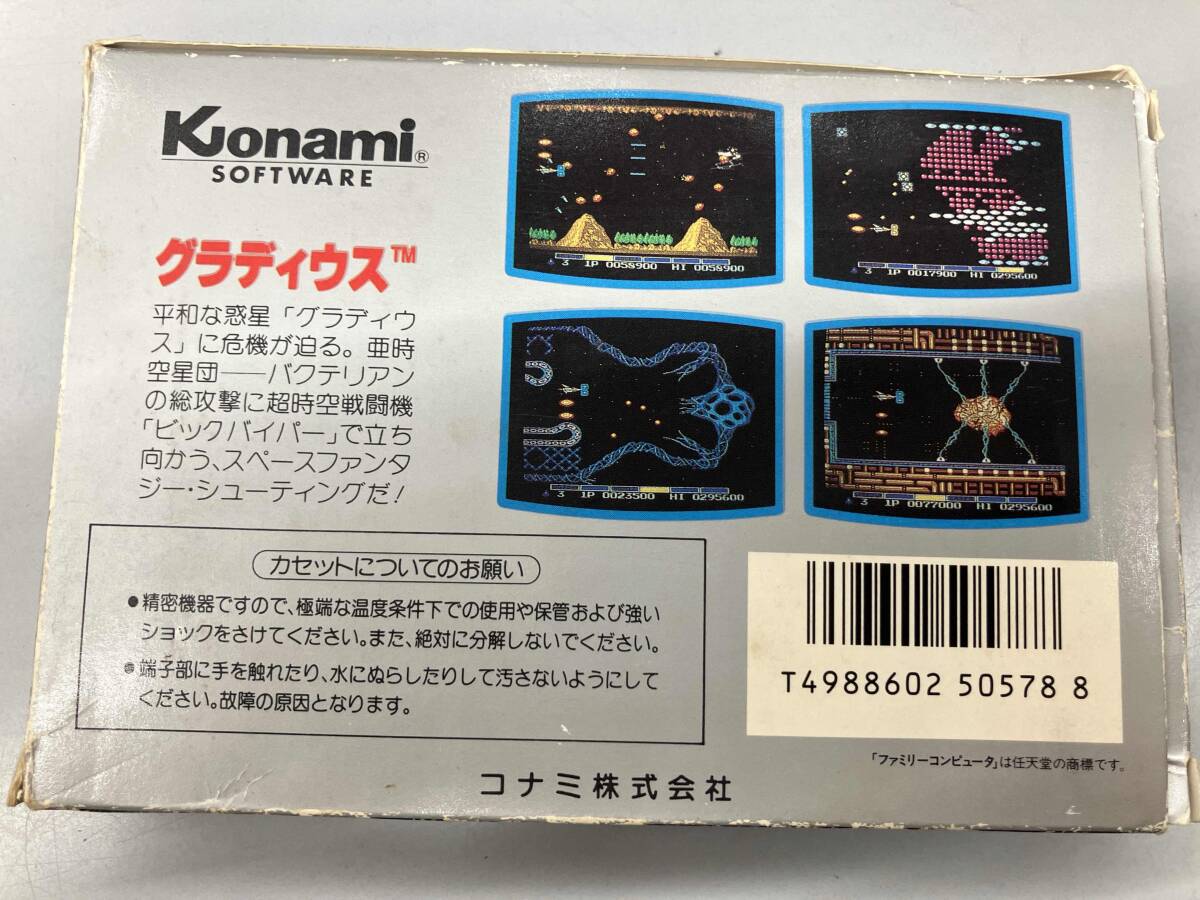 Konami®
SOFTWARE
グラディウス™
平和な惑星「グラディウ
ス」に危機が迫る。亜時
空星団──バクテリアン
の総攻撃に超時空戦闘機
「ビックバイパー」で立ち
向かう、スペースファンタ
ジー・シューティングだ！
3 1P 0058900 HI 0058900
3 1P 0017900 HI 0295600
3 1P 0023500 HI 0295600
3 1P 0077000 HI 0295600
カセットについてのお願い
●精密機器ですので、極端な温度条件下での使用や保管および強い
ショックをさけてください。また、絶対に分解しないでください。
●端子部に手を触れたり、水にぬらしたりして汚さないようにして
ください。故障の原因となります。
T4988602 50578 8
「ファミリーコンピュータ」は任天堂の商標です。
コナミ株式会社